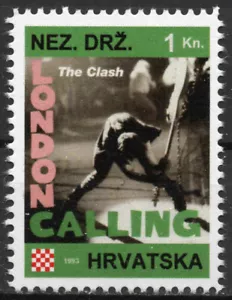 NEZ. DRŽ. 1 Kn.
The Clash
LONDON
CALLING
1993
HRVATSKA